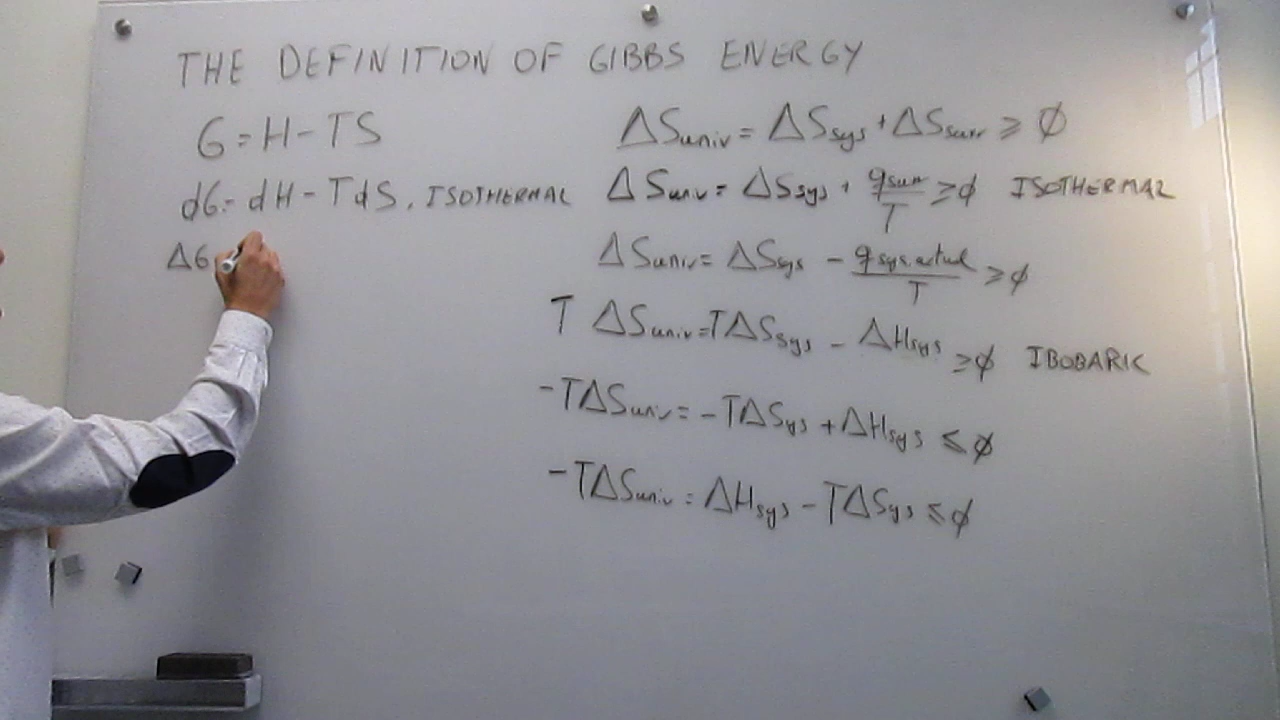 THE DEFINITION OF GIBBS ENERGY
G = H - TS
dG = dH - TdS, ISOTHERMAL
ΔG
ΔSuniv = ΔSsys + ΔSsurr ≥ ∅
ΔSuniv = ΔSsys + qsurr/T ≥ ∅ ISOTHERMAL
ΔSuniv = ΔSsys - qsys,actual/T ≥ ∅
T ΔSuniv = TΔSsys - ΔHsys ≥ ∅ ISOBARIC
-TΔSuniv = -TΔSsys + ΔHsys ≤ ∅
-TΔSuniv = ΔHsys - TΔSsys ≤ ∅